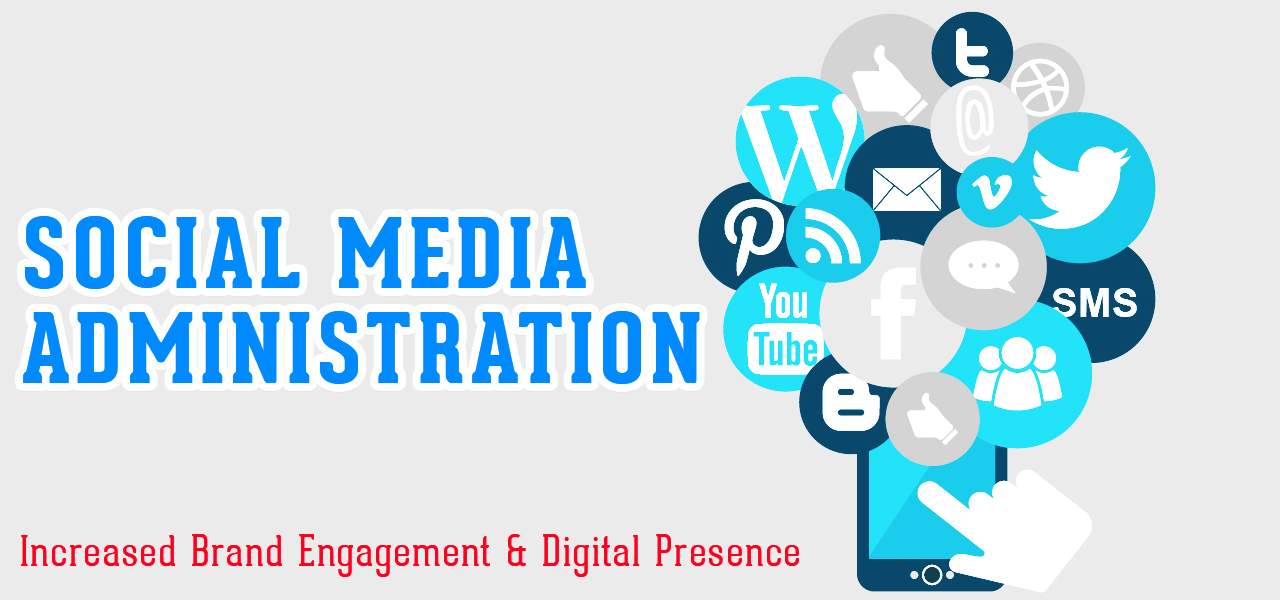 SOCIAL MEDIA
ADMINISTRATION
Increased Brand Engagement & Digital Presence
t
@
W
v
P
You
Tube
f
SMS
B